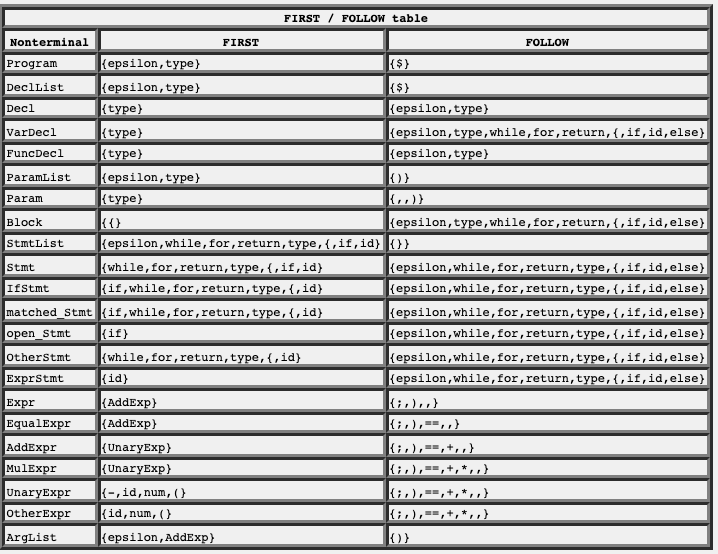 FIRST / FOLLOW table
Nonterminal FIRST FOLLOW
Program {epsilon,type} {$}
DeclList {epsilon,type} {$}
Decl {type} {epsilon,type}
VarDecl {type} {epsilon,type,while,for,return,{,if,id,else}
FuncDecl {type} {epsilon,type}
ParamList {epsilon,type} {)}
Param {type} {,,)}
Block {{} {epsilon,type,while,for,return,{,if,id,else}
StmtList {epsilon,while,for,return,type,{,if,id} {}}
Stmt {while,for,return,type,{,if,id} {epsilon,while,for,return,type,{,if,id,else}
IfStmt {if,while,for,return,type,{,id} {epsilon,while,for,return,type,{,if,id,else}
matched_Stmt {if,while,for,return,type,{,id} {epsilon,while,for,return,type,{,if,id,else}
open_Stmt {if} {epsilon,while,for,return,type,{,if,id,else}
OtherStmt {while,for,return,type,{,id} {epsilon,while,for,return,type,{,if,id,else}
ExprStmt {id} {epsilon,while,for,return,type,{,if,id,else}
Expr {AddExp} {;,),,}
EqualExpr {AddExp} {;,),==,,}
AddExpr {UnaryExp} {;,),==,+,,}
MulExpr {UnaryExp} {;,),==,+,*,,}
UnaryExpr {-,id,num,(} {;,),==,+,*,,}
OtherExpr {id,num,(} {;,),==,+,*,,}
ArgList {epsilon,AddExp} {)}